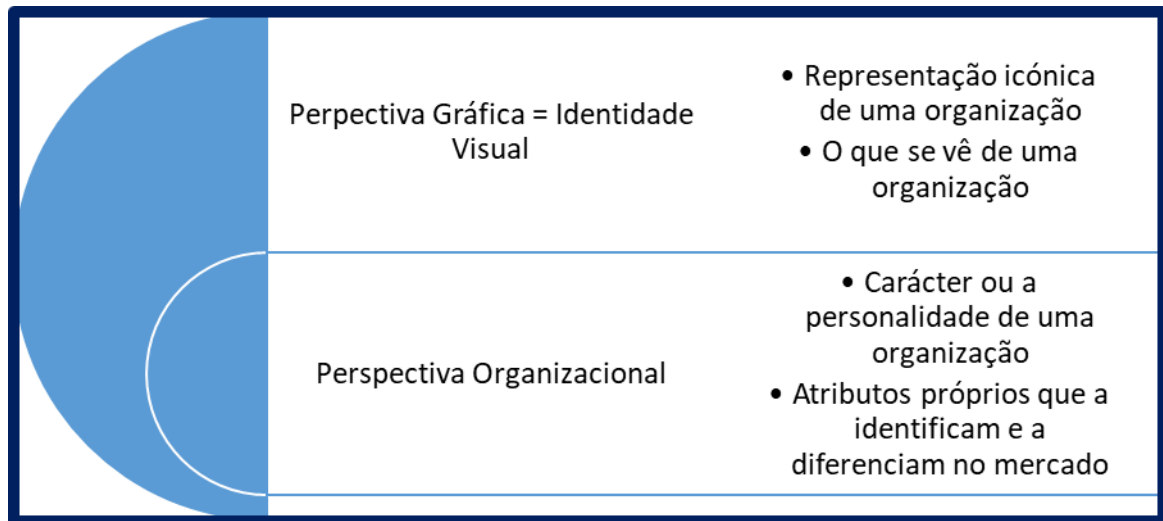 Perpectiva Gráfica = Identidade
Visual
• Representação icónica
de uma organização
• O que se vê de uma
organização
Perspectiva Organizacional
• Carácter ou a
personalidade de uma
organização
• Atributos próprios que a
identificam e a
diferenciam no mercado